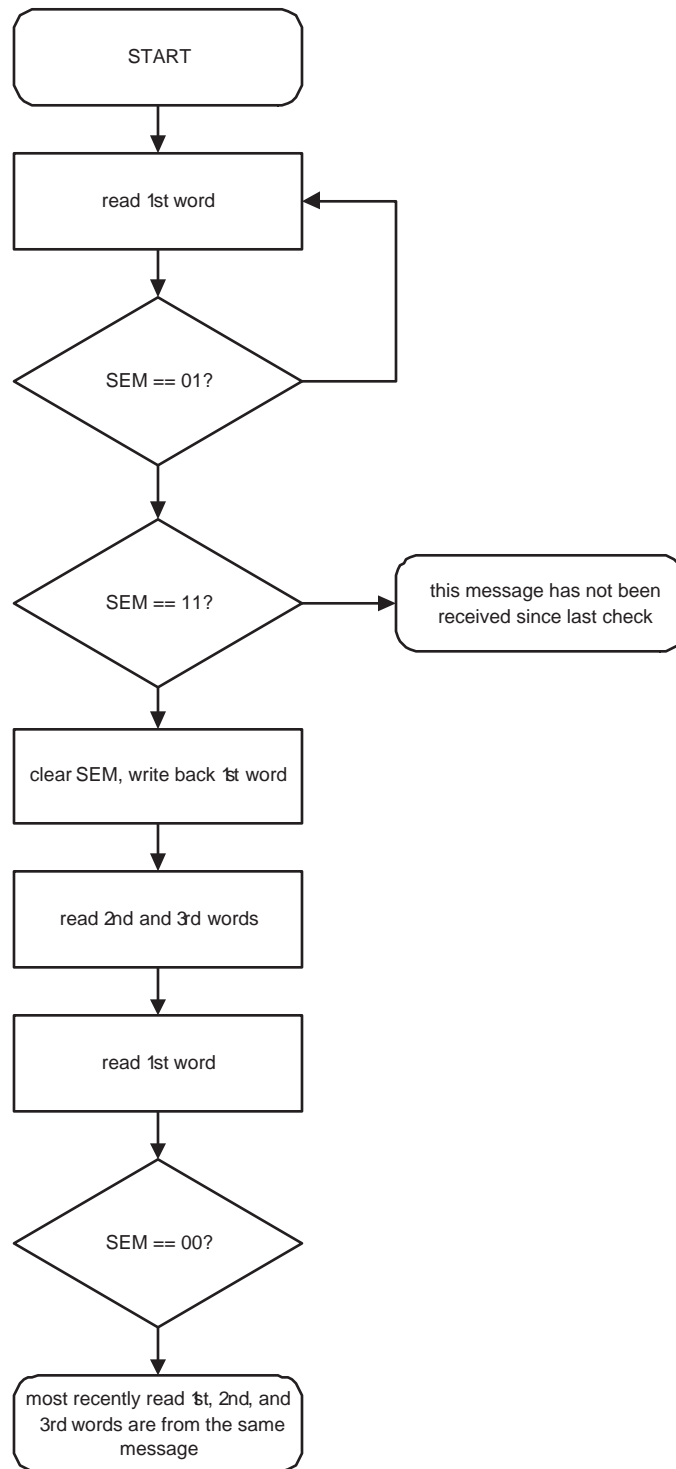 START
read 1st word
SEM == 01?
SEM == 11?
this message has not been
received since last check
clear SEM, write back 1st word
read 2nd and 3rd words
read 1st word
SEM == 00?
most recently read 1st, 2nd, and
3rd words are from the same
message